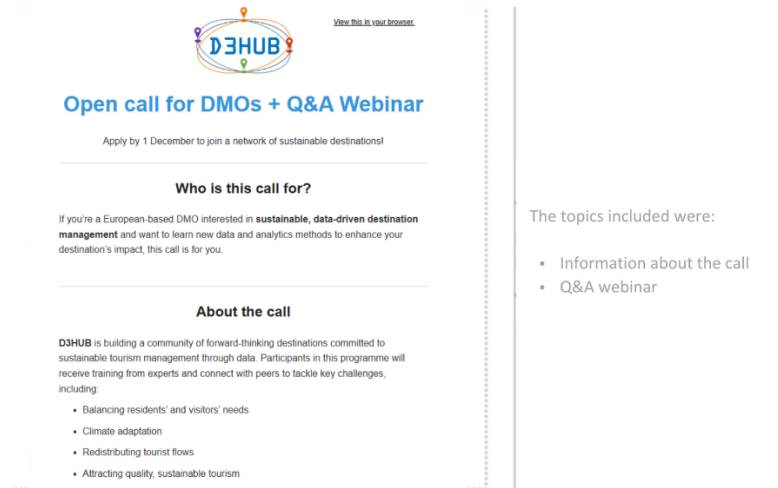 View this in your browser.
D3HUB
Open call for DMOs + Q&A Webinar
Apply by 1 December to join a network of sustainable destinations!
Who is this call for?
If you're a European-based DMO interested in sustainable, data-driven destination
management and want to learn new data and analytics methods to enhance your
destination's impact, this call is for you.
About the call
D3HUB is building a community of forward-thinking destinations committed to
sustainable tourism management through data. Participants in this programme will
receive training from experts and connect with peers to tackle key challenges,
including:
• Balancing residents' and visitors' needs
• Climate adaptation
• Redistributing tourist flows
• Attracting quality, sustainable tourism
The topics included were:
• Information about the call
• Q&A webinar